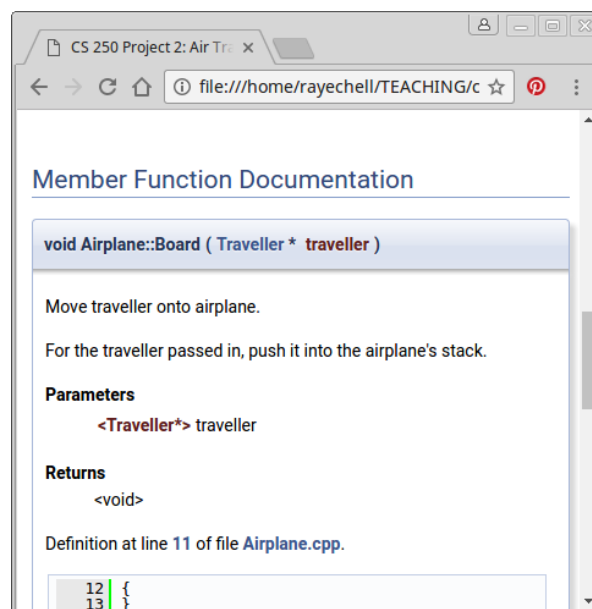 CS 250 Project 2: Air Tra
file:///home/rayechell/TEACHING/c
Member Function Documentation
void Airplane::Board ( Traveller * traveller )
Move traveller onto airplane.
For the traveller passed in, push it into the airplane's stack.
Parameters
<Traveller*> traveller
Returns
<void>
Definition at line 11 of file Airplane.cpp.
12 {
13 }